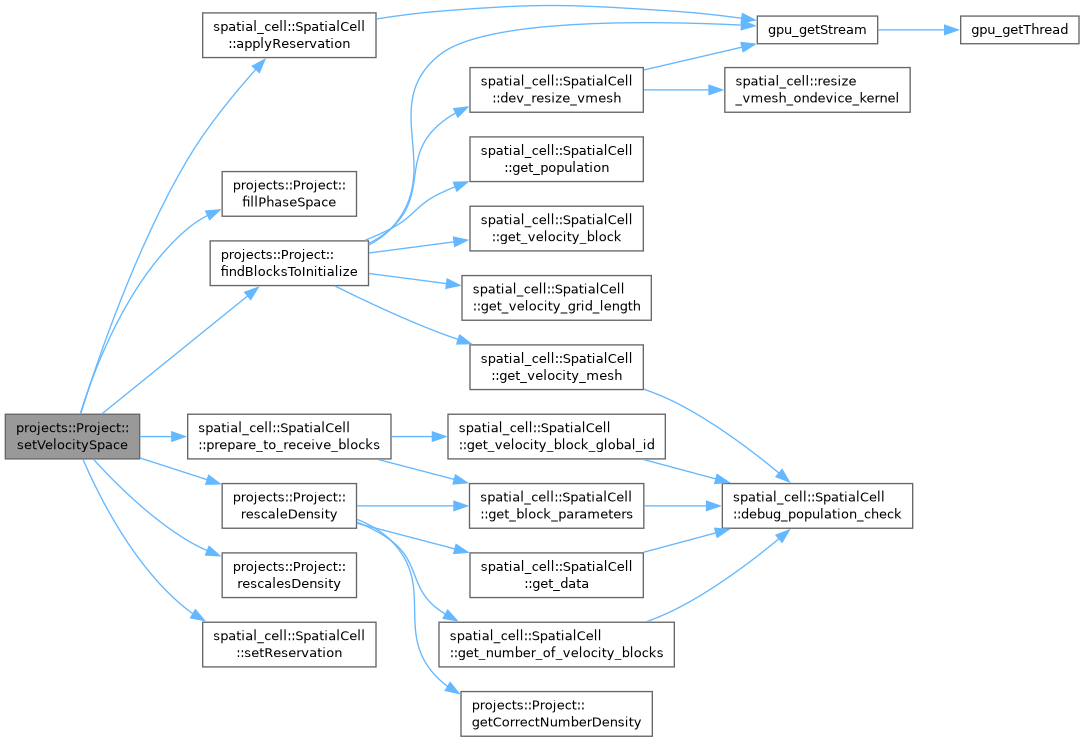 projects::Project::
setVelocitySpace
spatial_cell::SpatialCell
::applyReservation
projects::Project::
fillPhaseSpace
projects::Project::
findBlocksToInitialize
spatial_cell::SpatialCell
::prepare_to_receive_blocks
projects::Project::
rescaleDensity
projects::Project::
rescalesDensity
spatial_cell::SpatialCell
::setReservation
spatial_cell::SpatialCell
::dev_resize_vmesh
spatial_cell::SpatialCell
::get_population
spatial_cell::SpatialCell
::get_velocity_block
spatial_cell::SpatialCell
::get_velocity_grid_length
spatial_cell::SpatialCell
::get_velocity_mesh
spatial_cell::SpatialCell
::get_velocity_block_global_id
spatial_cell::SpatialCell
::get_block_parameters
spatial_cell::SpatialCell
::get_data
spatial_cell::SpatialCell
::get_number_of_velocity_blocks
projects::Project::
getCorrectNumberDensity
gpu_getStream
spatial_cell::resize
_vmesh_ondevice_kernel
spatial_cell::SpatialCell
::debug_population_check
gpu_getThread